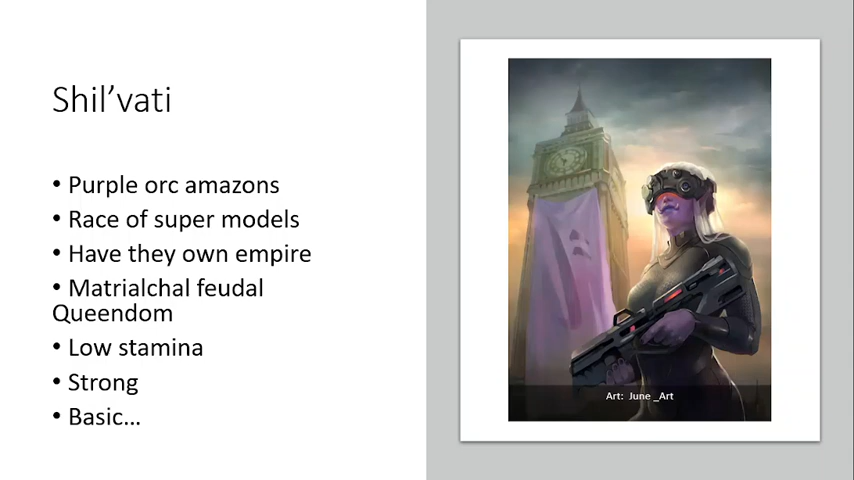 Shil’vati
• Purple orc amazons
• Race of super models
• Have they own empire
• Matrialchal feudal
Queendom
• Low stamina
• Strong
• Basic...
Art: June _Art